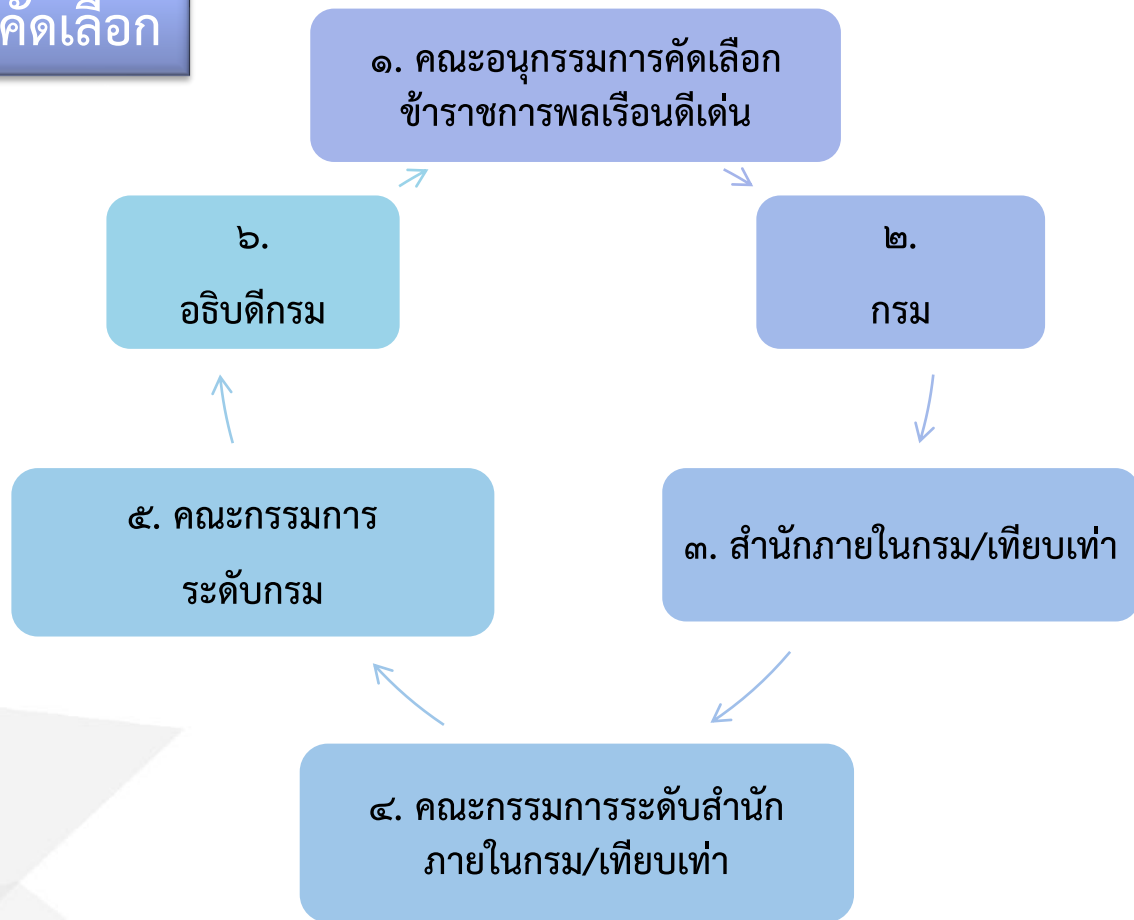 คัดเลือก
๑. คณะอนุกรรมการคัดเลือก
ข้าราชการพลเรือนดีเด่น
๒.
กรม
๓. สำนักภายในกรม/เทียบเท่า
๔. คณะกรรมการระดับสำนัก
ภายในกรม/เทียบเท่า
๕. คณะกรรมการ
ระดับกรม
๖.
อธิบดีกรม